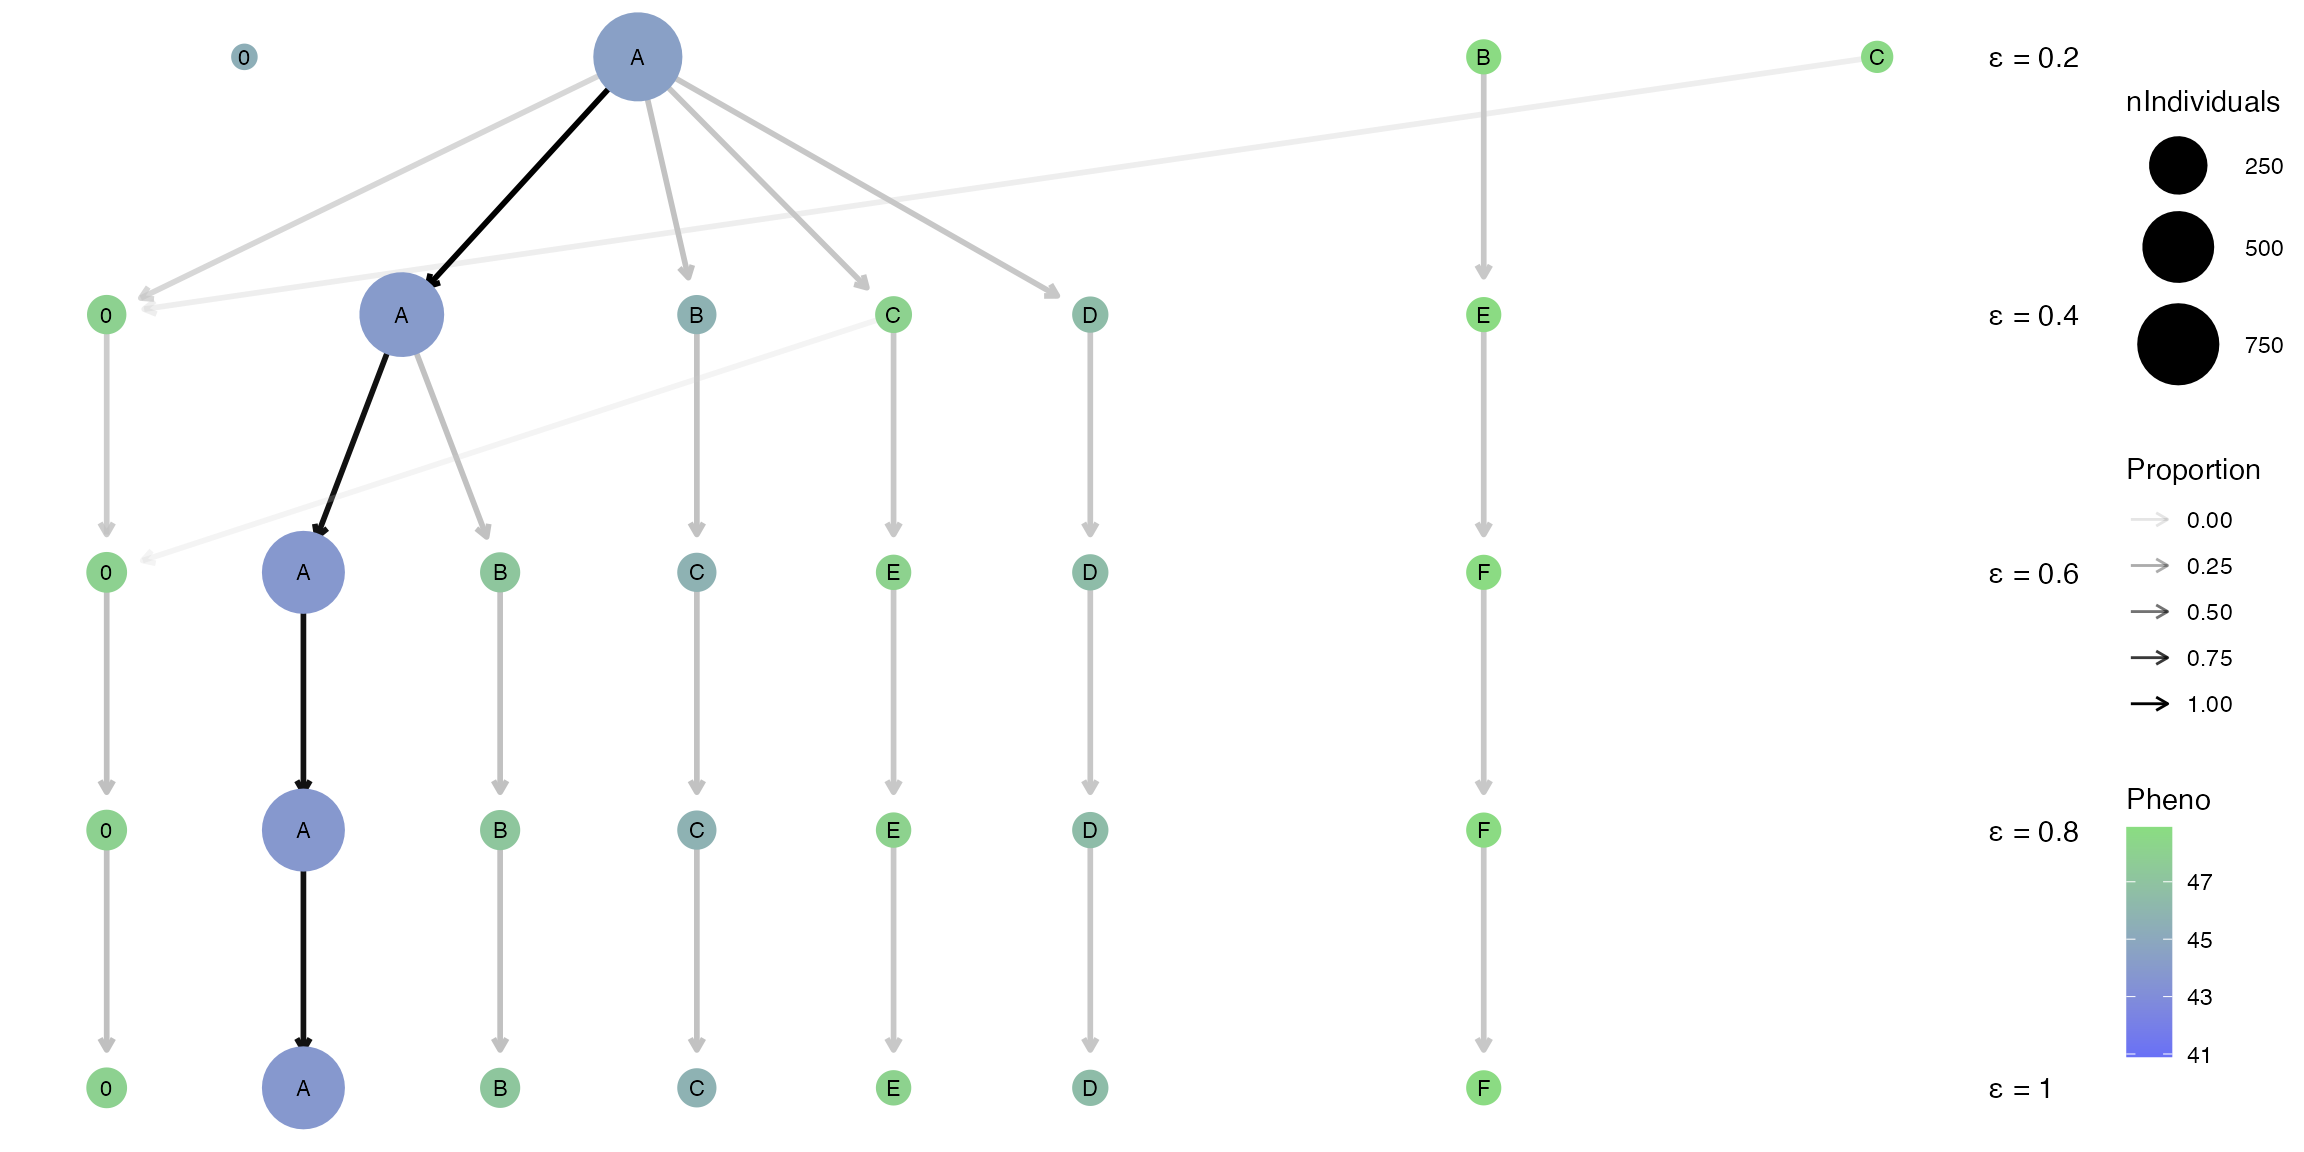 0 A B C ε = 0.2
0 A B C D E ε = 0.4
0 A B C E D F ε = 0.6
0 A B C E D F ε = 0.8
0 A B C E D F ε = 1
nIndividuals
250
500
750
Proportion
0.00
0.25
0.50
0.75
1.00
Pheno
47
45
43
41